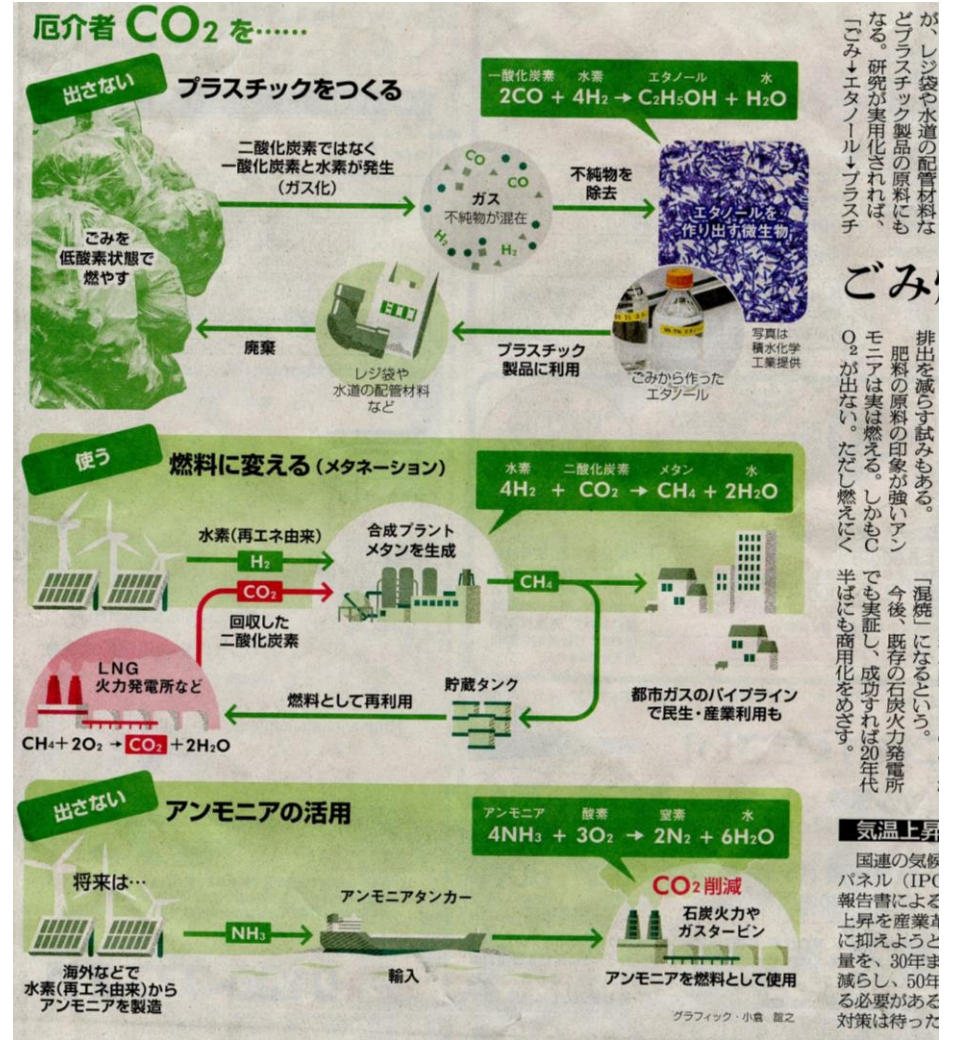 厄介者CO2を……
出さない
プラスチックをつくる
一酸化炭素 水素 エタノール 水
2CO + 4H2 → C2H5OH + H2O
二酸化炭素ではなく
一酸化炭素と水素が発生
(ガス化)
CO
CO
ガス
不純物が混在
H2
H2
不純物を
除去
エタノールを
作り出す微生物
ごみを
低酸素状態で
燃やす
廃棄
レジ袋や
水道の配管材料
など
プラスチック
製品に利用
ごみから作った
エタノール
写真は
積水化学
工業提供
使う
燃料に変える(メタネーション)
水素 二酸化炭素 メタン 水
4H2 + CO2 → CH4 + 2H2O
水素(再エネ由来)
H2
CO2
回収した
二酸化炭素
合成プラント
メタンを生成
CH4
LNG
火力発電所など
CH4+2O2 → CO2 +2H2O
燃料として再利用
貯蔵タンク
都市ガスのパイプライン
で民生・産業利用も
出さない
アンモニアの活用
アンモニア 酸素 窒素 水
4NH3 + 3O2 → 2N2 + 6H2O
将来は…
NH3
海外などで
水素(再エネ由来)から
アンモニアを製造
アンモニアタンカー
輸入
CO2削減
石炭火力や
ガスタービン
アンモニアを燃料として使用
グラフィック・小倉 誼之
が、レジ袋や水道の配管材料な
どプラスチック製品の原料にも
なる。研究が実用化されれば、
「ごみ→エタノール→プラスチ
ごみ
排出を減らす試みもある。
肥料の原料の印象が強いアン
モニアは実は燃える。しかもC
O2が出ない。ただし燃えにく
「混焼」になるという。
今後、既存の石炭火力発電所
でも実証し、成功すれば20年代
半ばにも商用化をめざす。
気温上昇
国連の気候
パネル(IPC
報告書による
上昇を産業革
に抑えようと
量を、30年ま
減らし、50年
る必要がある
対策は待った